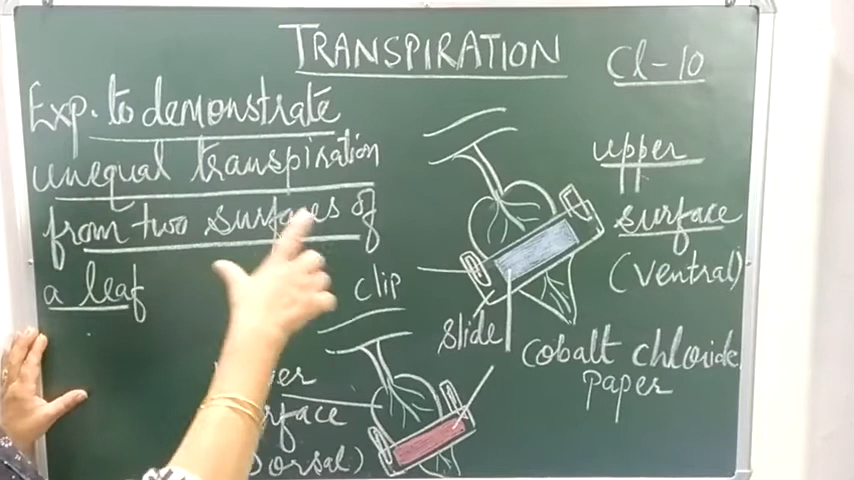 TRANSPIRATION
Cl-10
Exp. to demonstrate
unequal transpiration
from two surfaces of
a leaf
upper
surface
(ventral)
clip
slide
cobalt chloride
paper
Dorsal)